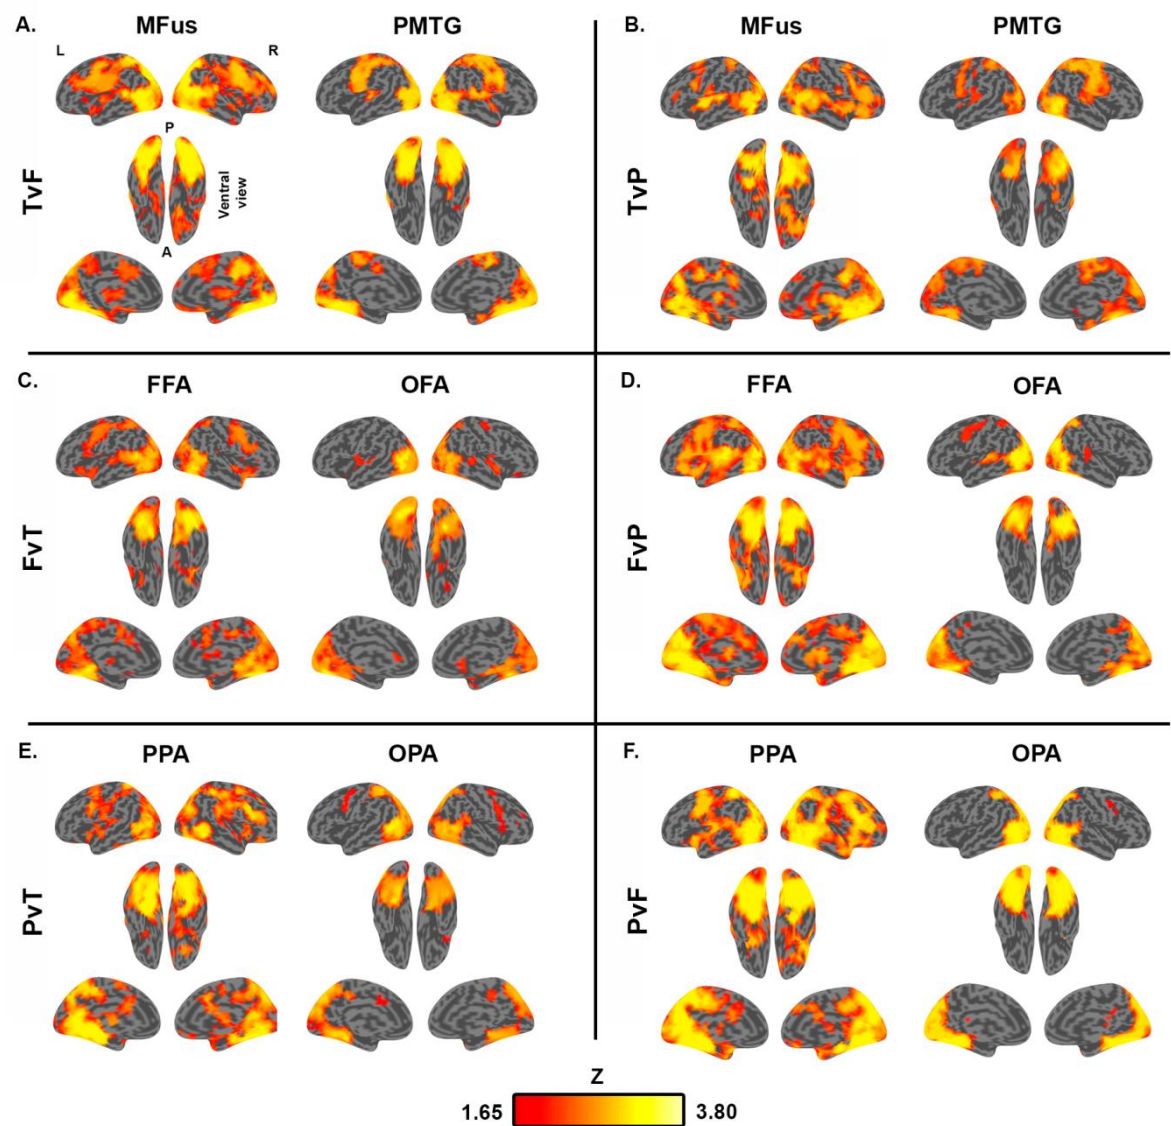 A.
MFus
PMTG
L
R
TvF
P
Ventral
view
A
B.
MFus
PMTG
TvP
C.
FFA
OFA
FvT
D.
FFA
OFA
FvP
E.
PPA
OPA
PvT
F.
PPA
OPA
PvF
Z
1.65
3.80